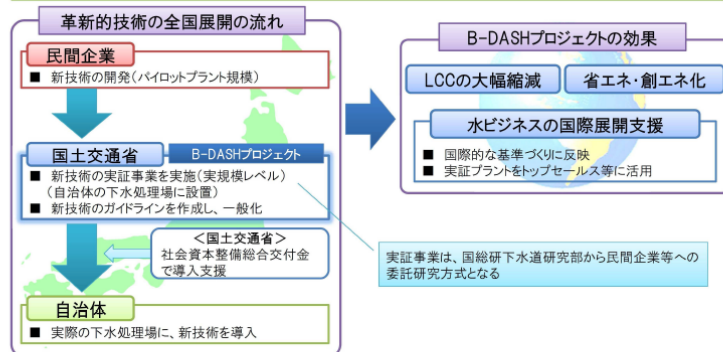 革新的技術の全国展開の流れ
民間企業
■ 新技術の開発(パイロットプラント規模)
国土交通省
B-DASHプロジェクト
■ 新技術の実証事業を実施(実規模レベル)
(自治体の下水処理場に設置)
■ 新技術のガイドラインを作成し、一般化
<国土交通省>
社会資本整備総合交付金
で導入支援
自治体
■ 実際の下水処理場に、新技術を導入
B-DASHプロジェクトの効果
LCCの大幅縮減
省エネ・創エネ化
水ビジネスの国際展開支援
■ 国際的な基準づくりに反映
■ 実証プラントをトップセールス等に活用
実証事業は、国総研下水道研究部から民間企業等への
委託研究方式となる